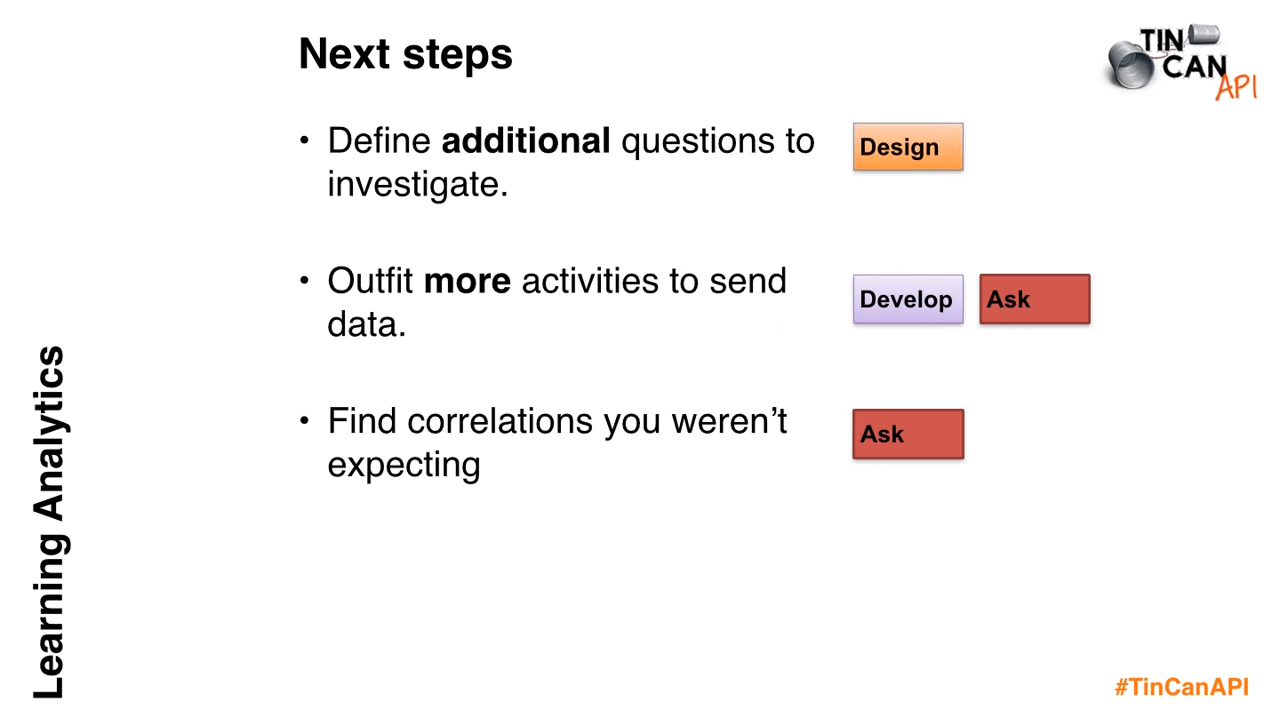 Next steps
TIN
CAN
API
• Define additional questions to
investigate.
Design
• Outfit more activities to send
data.
Develop
Ask
• Find correlations you weren’t
expecting
Ask
Learning Analytics
#TinCanAPI